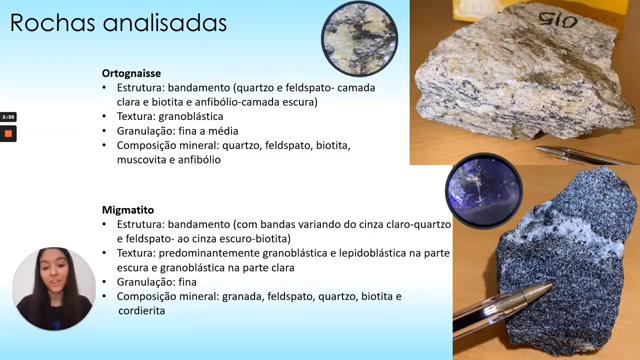 Rochas analisadas
Ortognaisse
• Estrutura: bandamento (quartzo e feldspato- camada
clara e biotita e anfibólio-camada escura)
• Textura: granoblástica
• Granulação: fina a média
• Composição mineral: quartzo, feldspato, biotita,
muscovita e anfibólio
Migmatito
• Estrutura: bandamento (com bandas variando do cinza claro-quartzo
e feldspato- ao cinza escuro-biotita)
• Textura: predominantemente granoblástica e lepidoblástica na parte
escura e granoblástica na parte clara
• Granulação: fina
• Composição mineral: granada, feldspato, quartzo, biotita e
cordierita
2:25